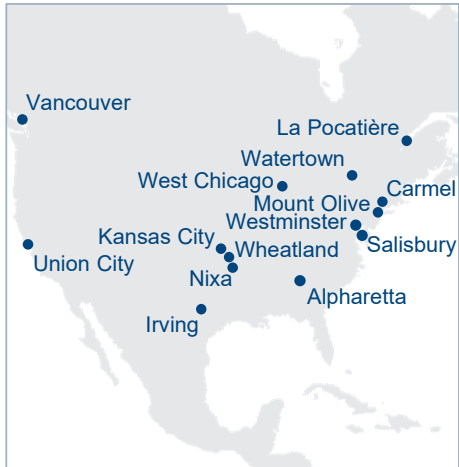 Vancouver
La Pocatière
Watertown
West Chicago
Carmel
Mount Olive
Westminster
Kansas City
Wheatland
Salisbury
Union City
Nixa
Alpharetta
Irving